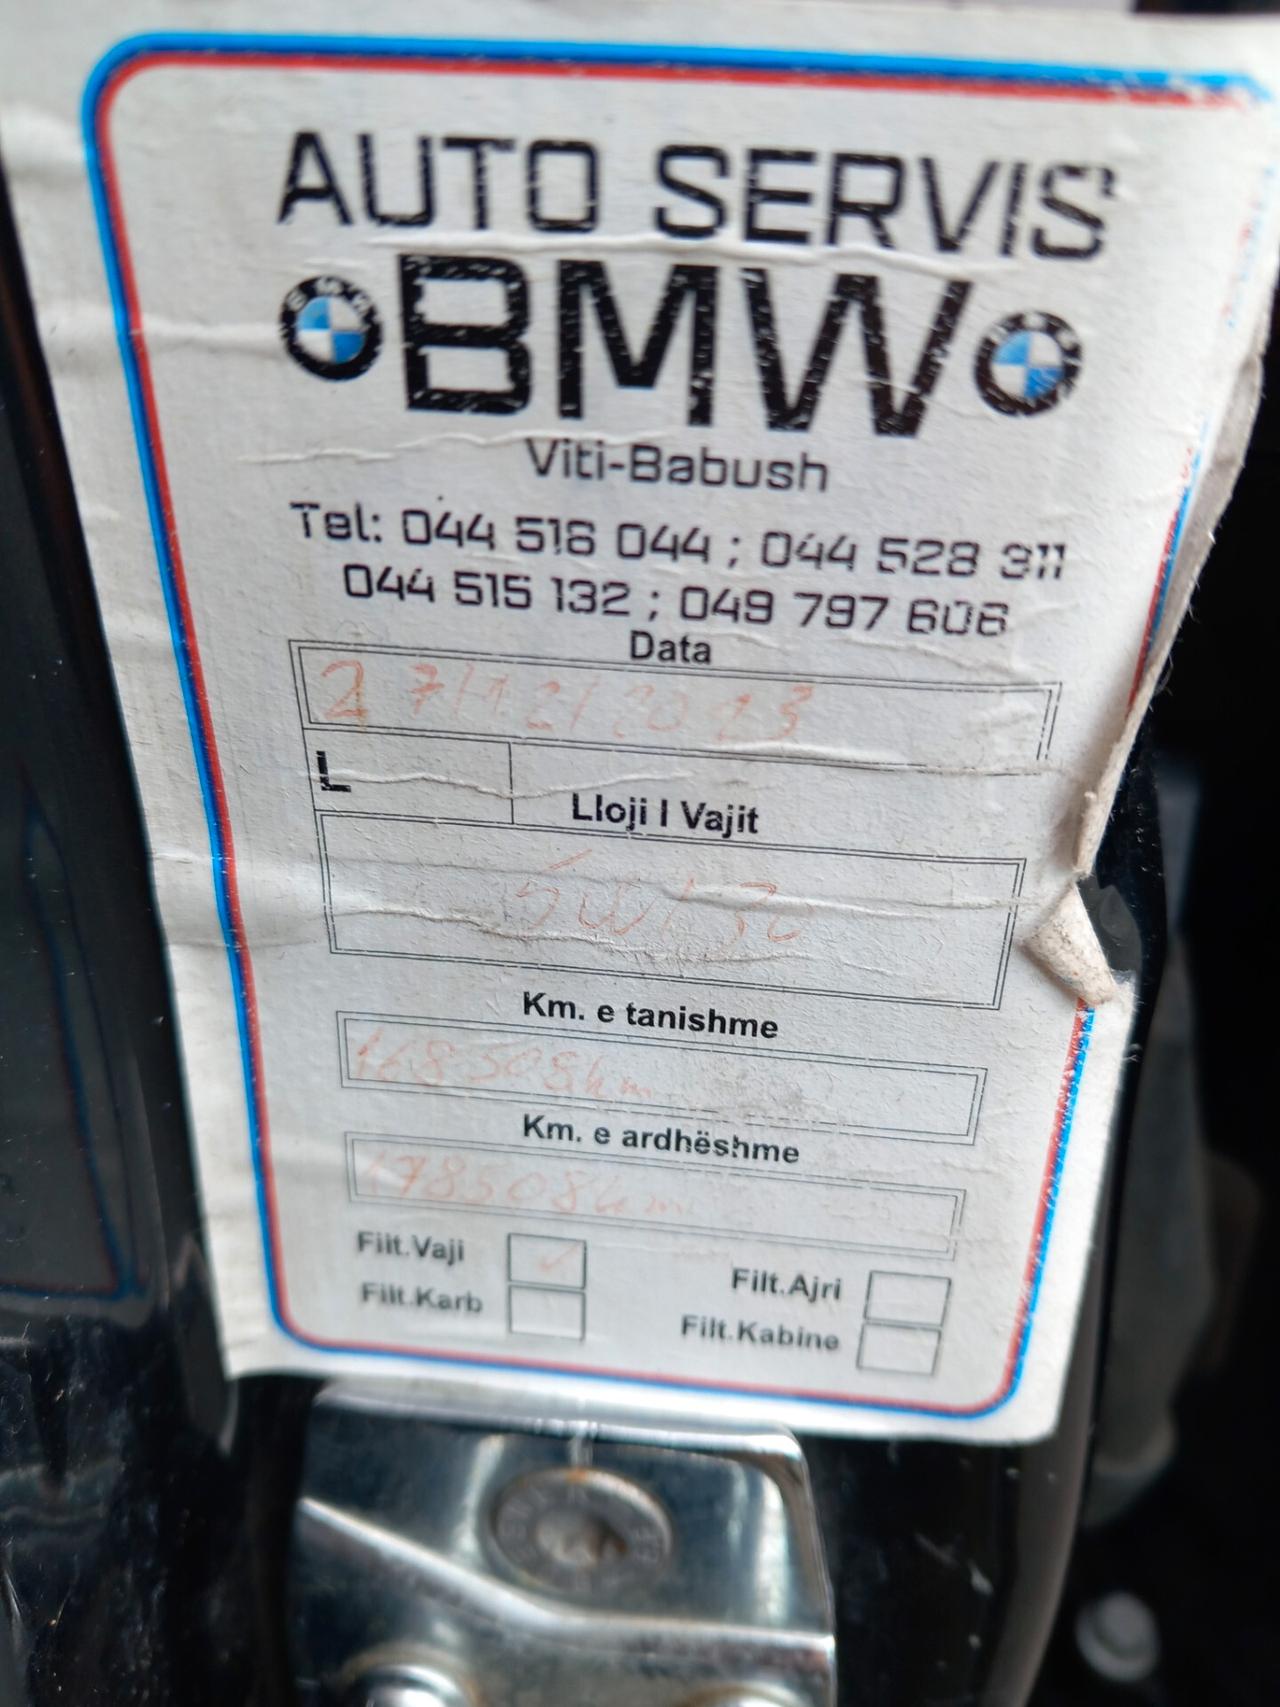 AUTO SERVIS
BMW
Viti-Babush
Tel: 044 516 044 ; 044 528 311
044 515 132 ; 049 797 606
Data
27/12/2023
L
Lloji I Vajit
5W/30
Km. e tanishme
168508km
Km. e ardhëshme
178508km
Filt.Vaji ✓
Filt.Ajri
Filt.Karb
Filt.Kabine